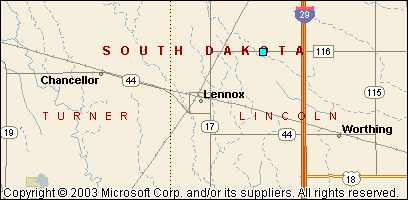 29
SOUTH DAKOTA
116
Chancellor
44
Lennox
115
TURNER
LINCOLN
17
19
44
Worthing
18
Copyright © 2003 Microsoft Corp. and/or its suppliers. All rights reserved.